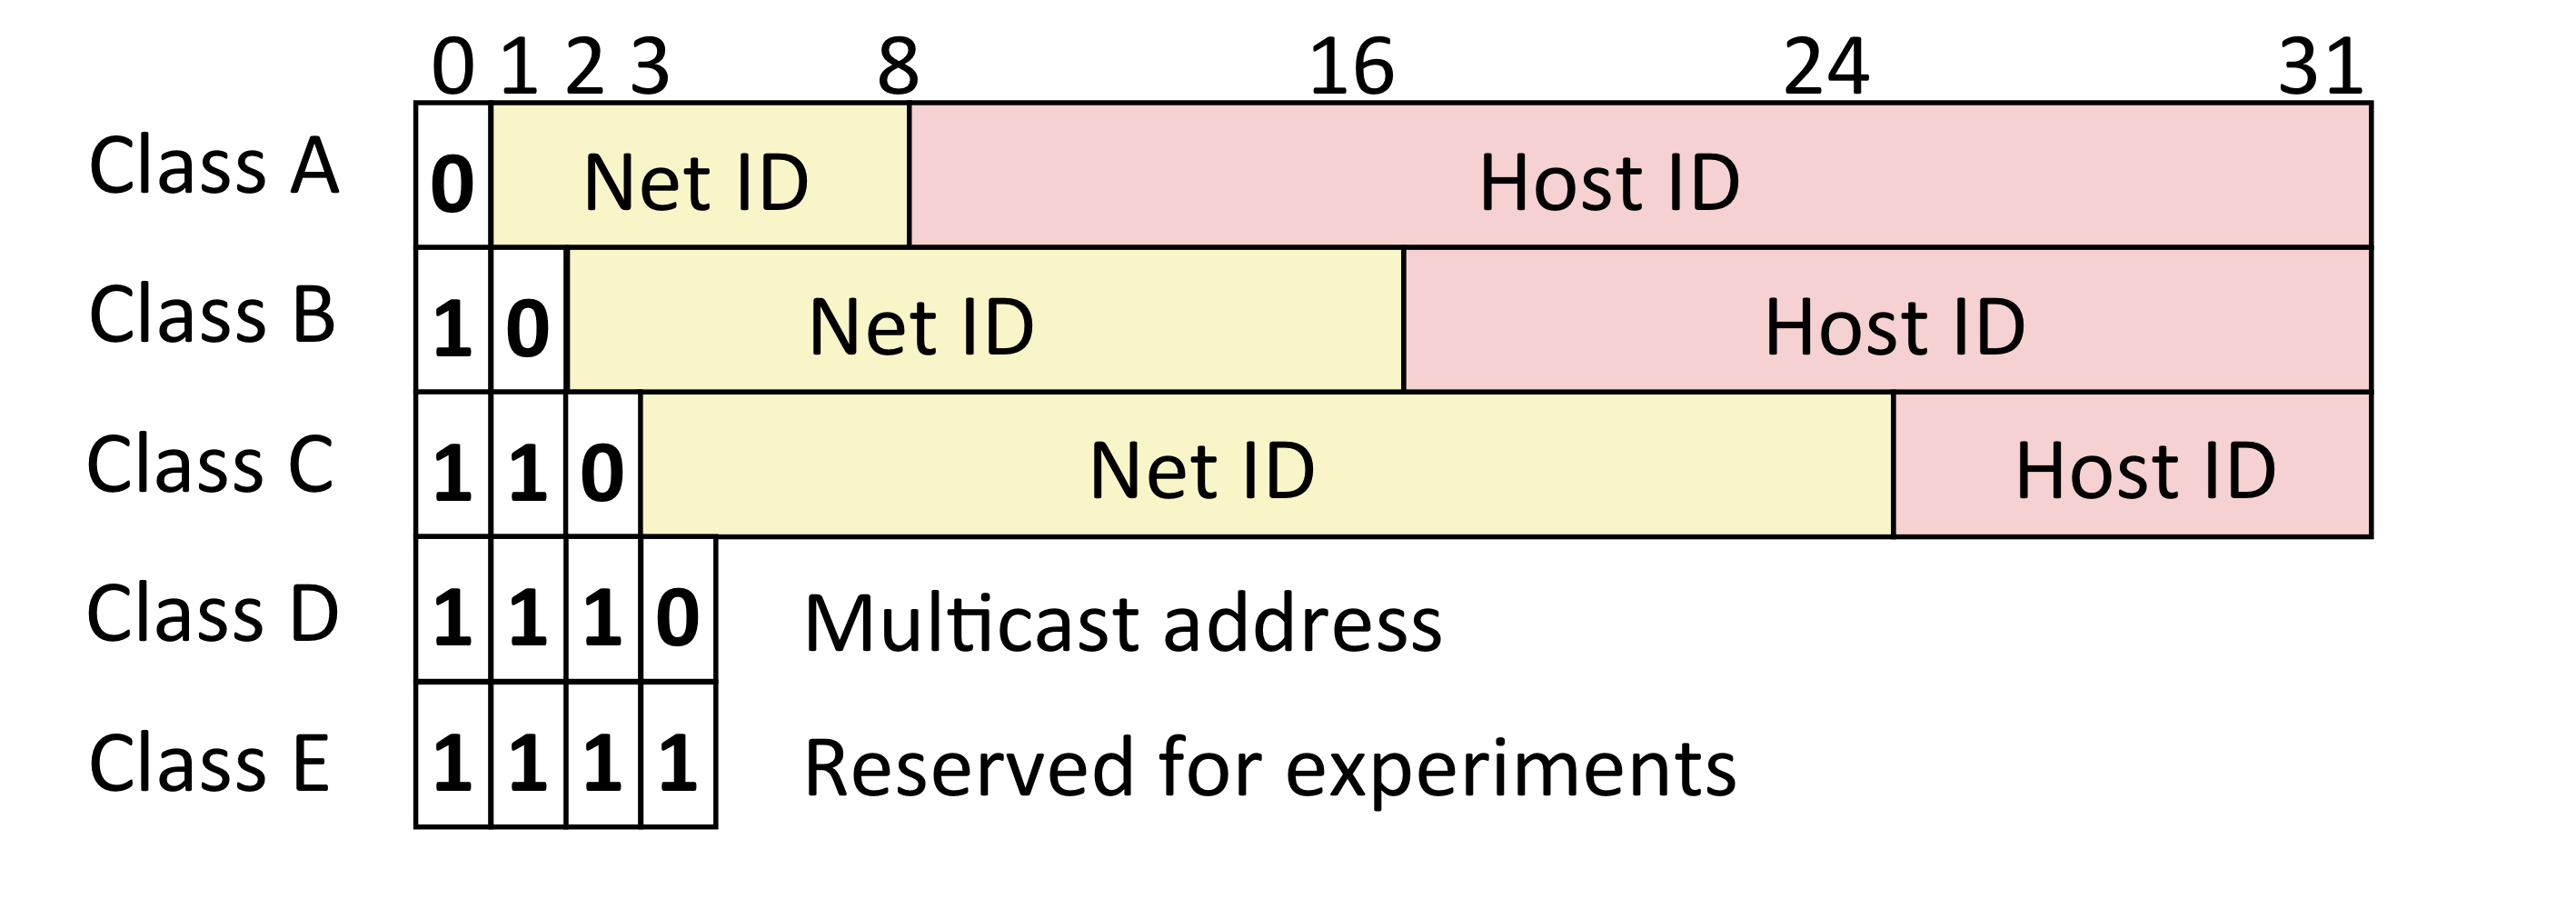 0 1 2 3 8 16 24 31
Class A 0 Net ID Host ID
Class B 1 0 Net ID Host ID
Class C 1 1 0 Net ID Host ID
Class D 1 1 1 0 Multicast address
Class E 1 1 1 1 Reserved for experiments